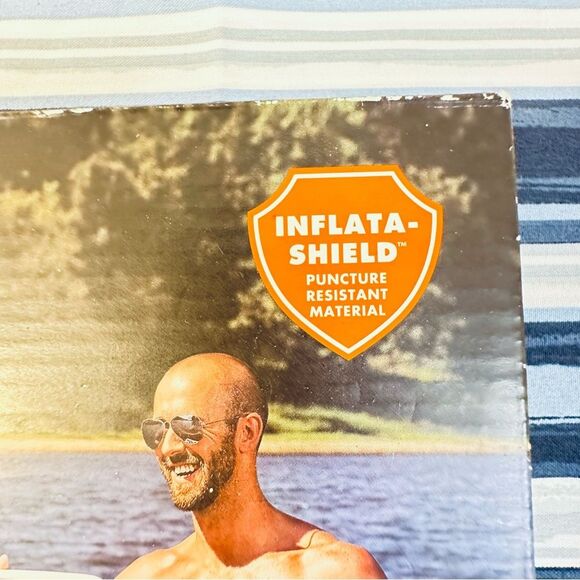 INFLATA-
SHIELD™
PUNCTURE
RESISTANT
MATERIAL